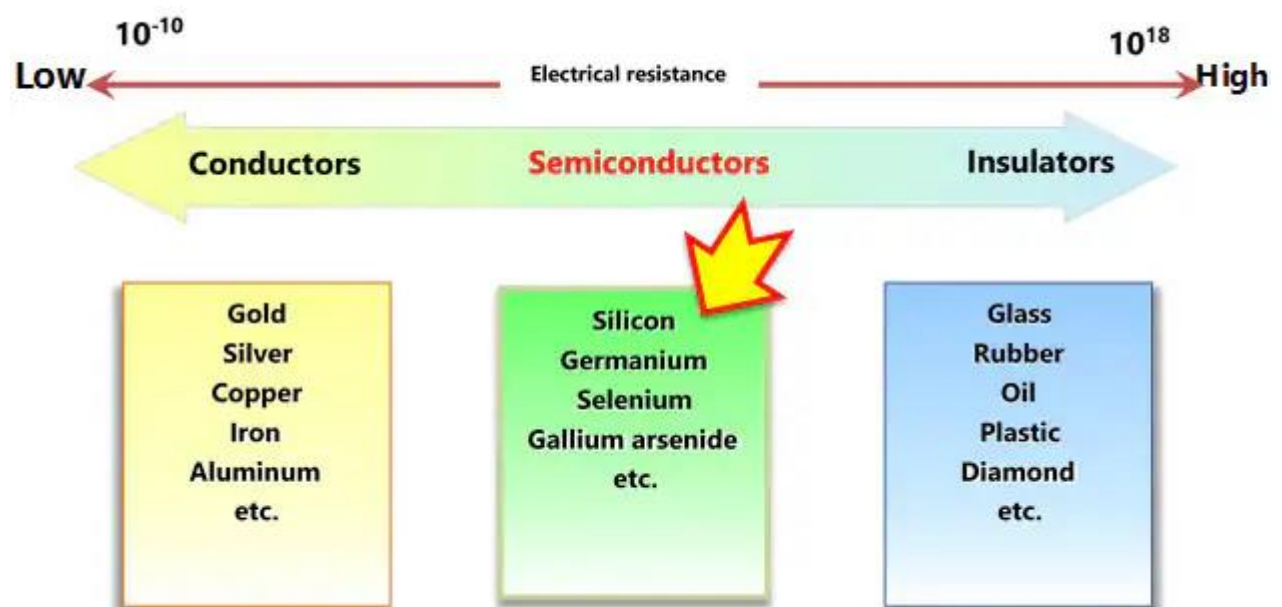 10⁻¹⁰
10¹⁸
Low
Electrical resistance
High
Conductors
Semiconductors
Insulators
Gold
Silver
Copper
Iron
Aluminum
etc.
Silicon
Germanium
Selenium
Gallium arsenide
etc.
Glass
Rubber
Oil
Plastic
Diamond
etc.